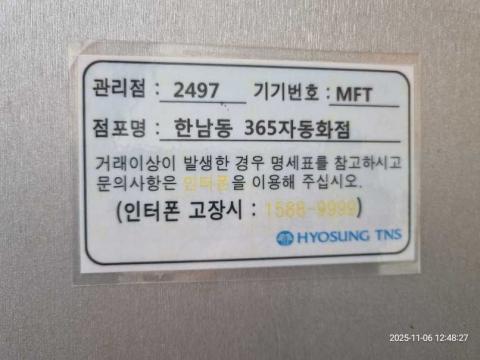 관리점 : 2497 기기번호 : MFT
점포명 : 한남동 365자동화점
거래이상이 발생한 경우 명세표를 참고하시고
문의사항은 인터폰을 이용해 주십시오.
(인터폰 고장시 : 1588-9999)
HYOSUNG TNS
2025-11-06 12:48:27